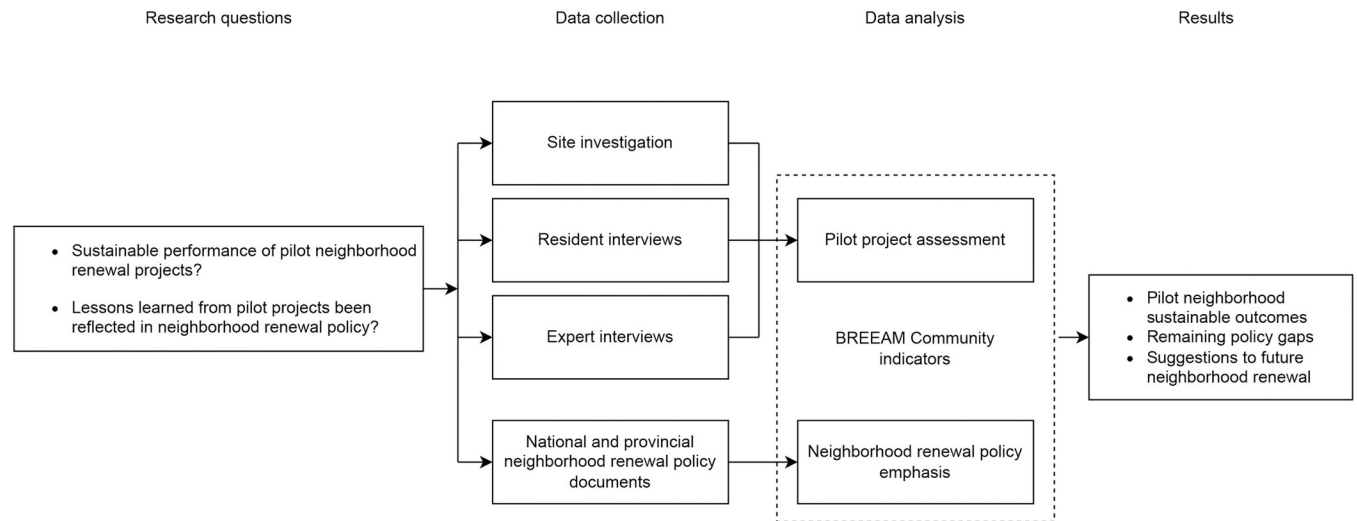 Research questions
Data collection
Data analysis
Results
• Sustainable performance of pilot neighborhood
renewal projects?
• Lessons learned from pilot projects been
reflected in neighborhood renewal policy?
Site investigation
Resident interviews
Expert interviews
National and provincial
neighborhood renewal policy
documents
Pilot project assessment
BREEAM Community
indicators
Neighborhood renewal policy
emphasis
• Pilot neighborhood
sustainable outcomes
• Remaining policy gaps
• Suggestions to future
neighborhood renewal